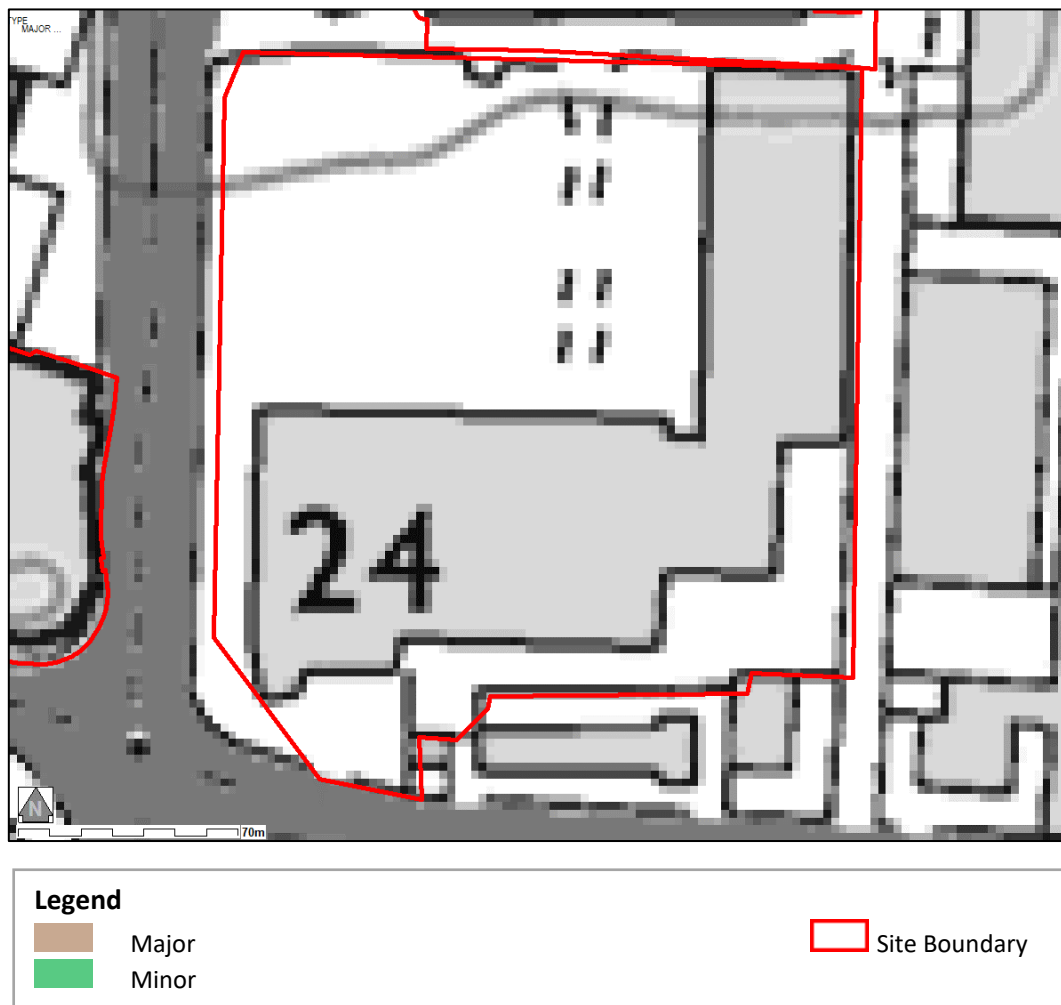 TYPE
MAJOR ...
24
N
70m
Legend
Major
Site Boundary
Minor